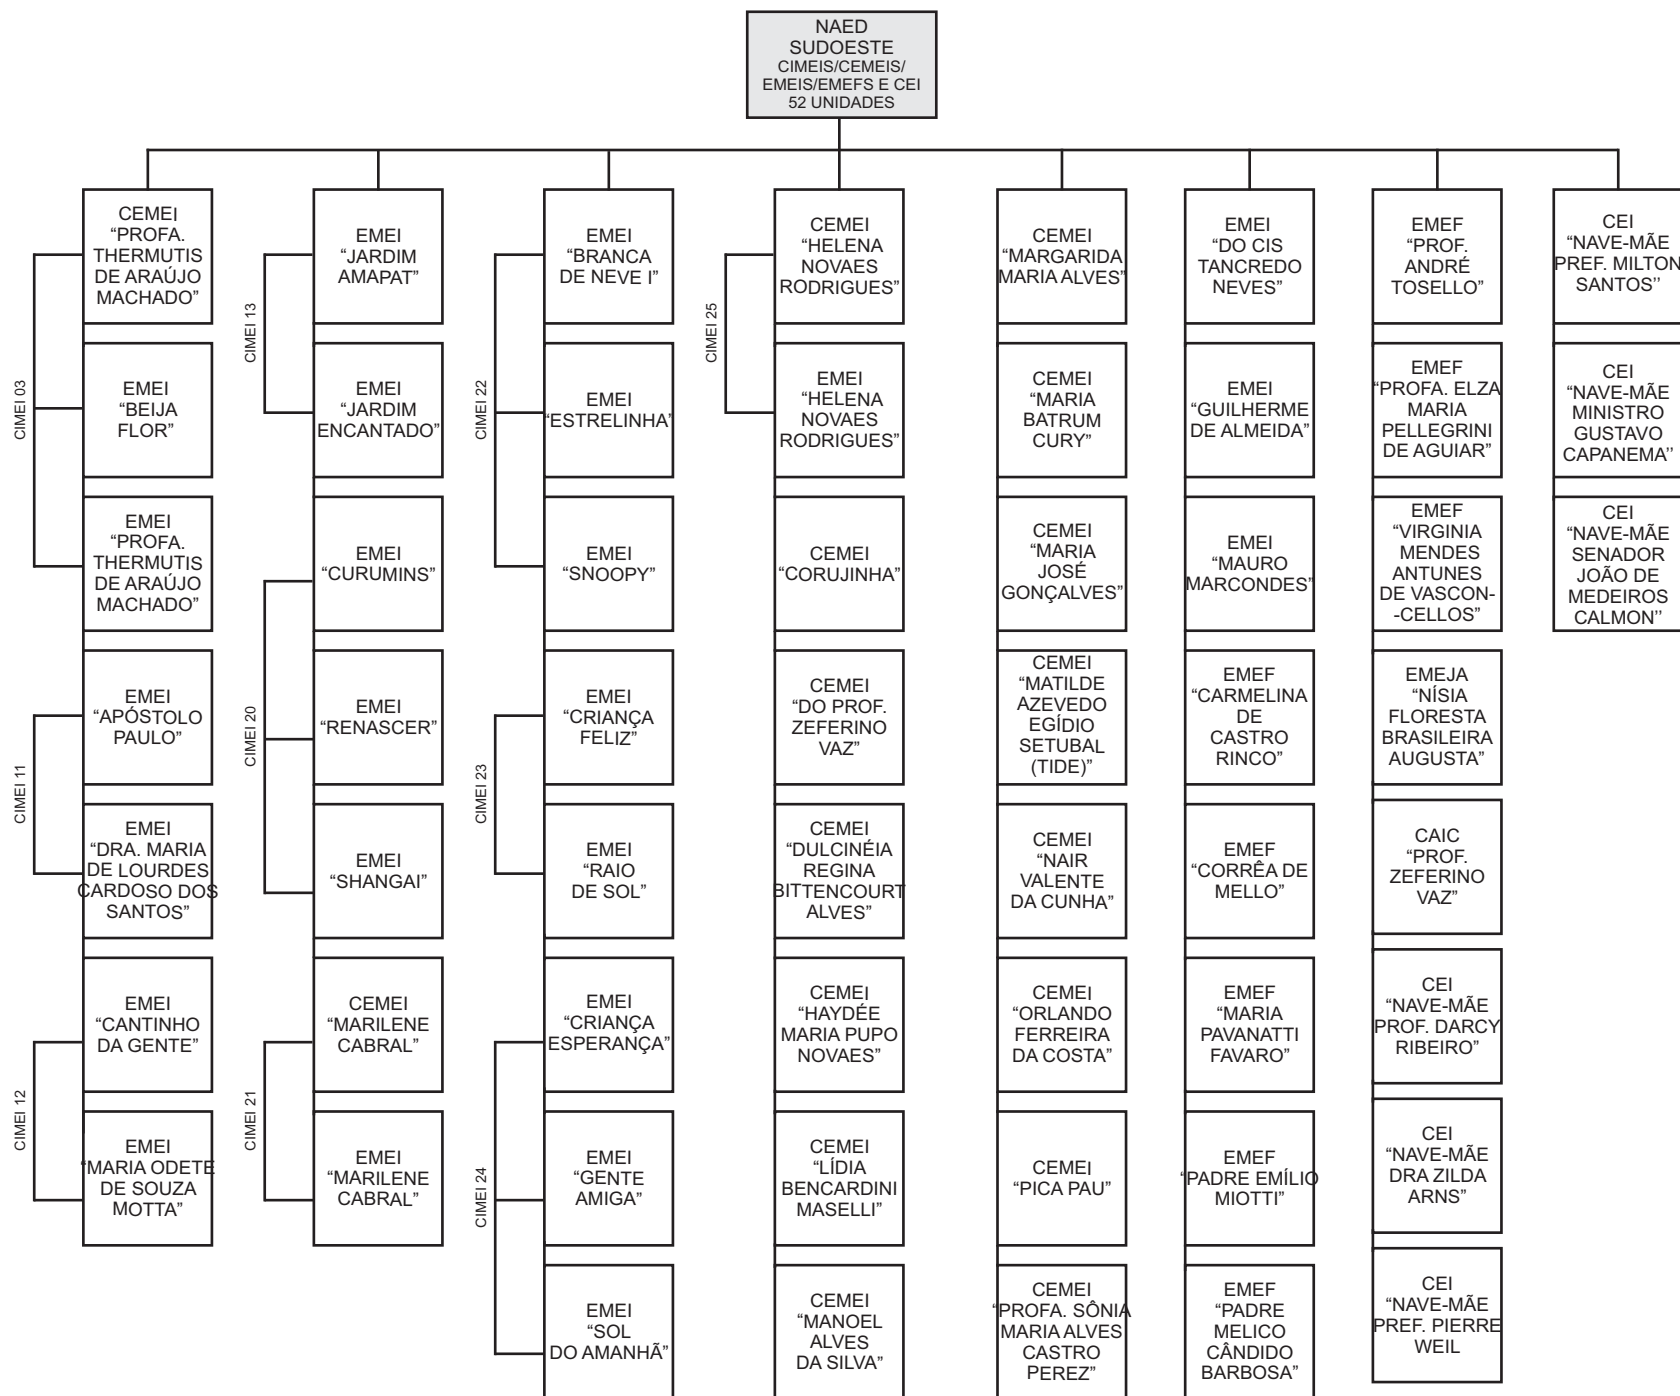 NAED
SUDOESTE
CIMEIS/CEMEIS/
EMEIS/EMEFS E CEI
52 UNIDADES
CIMEI 03
CEMEI
“PROFA.
THERMUTIS
DE ARAÚJO
MACHADO”
EMEI
“BEIJA
FLOR”
EMEI
“PROFA.
THERMUTIS
DE ARAÚJO
MACHADO”
CIMEI 11
EMEI
“APÓSTOLO
PAULO”
EMEI
“DRA. MARIA
DE LOURDES
CARDOSO DOS
SANTOS”
CIMEI 12
EMEI
“CANTINHO
DA GENTE”
EMEI
“MARIA ODETE
DE SOUZA
MOTTA”
CIMEI 13
EMEI
“JARDIM
AMAPAT”
EMEI
“JARDIM
ENCANTADO”
CIMEI 20
EMEI
“CURUMINS”
EMEI
“RENASCER”
EMEI
“SHANGAI”
CIMEI 21
CEMEI
“MARILENE
CABRAL”
EMEI
“MARILENE
CABRAL”
CIMEI 22
EMEI
“BRANCA
DE NEVE I”
EMEI
“ESTRELINHA”
EMEI
“SNOOPY”
CIMEI 23
EMEI
“CRIANÇA
FELIZ”
EMEI
“RAIO
DE SOL”
CIMEI 24
EMEI
“CRIANÇA
ESPERANÇA”
EMEI
“GENTE
AMIGA”
EMEI
“SOL
DO AMANHÃ”
CIMEI 25
CEMEI
“HELENA
NOVAES
RODRIGUES”
EMEI
“HELENA
NOVAES
RODRIGUES”
CEMEI
“CORUJINHA”
CEMEI
“DO PROF.
ZEFERINO
VAZ”
CEMEI
“DULCINÉIA
REGINA
BITTENCOURT
ALVES”
CEMEI
“HAYDÉE
MARIA PUPO
NOVAES”
CEMEI
“LÍDIA
BENCARDINI
MASELLI”
CEMEI
“MANOEL
ALVES
DA SILVA”
CEMEI
“MARGARIDA
MARIA ALVES”
CEMEI
“MARIA
BATRUM
CURY”
CEMEI
“MARIA
JOSÉ
GONÇALVES”
CEMEI
“MATILDE
AZEVEDO
EGÍDIO
SETUBAL
(TIDE)”
CEMEI
“NAIR
VALENTE
DA CUNHA”
CEMEI
“ORLANDO
FERREIRA
DA COSTA”
CEMEI
“PICA PAU”
CEMEI
“PROFA. SÔNIA
MARIA ALVES
CASTRO
PEREZ”
EMEI
“DO CIS
TANCREDO
NEVES”
EMEI
“GUILHERME
DE ALMEIDA”
EMEI
“MAURO
MARCONDES”
EMEF
“CARMELINA
DE
CASTRO
RINCO”
EMEF
“CORRÊA DE
MELLO”
EMEF
“MARIA
PAVANATTI
FAVARO”
EMEF
“PADRE EMÍLIO
MIOTTI”
EMEF
“PADRE
MELICO
CÂNDIDO
BARBOSA”
EMEF
“PROF.
ANDRÉ
TOSELLO”
EMEF
“PROFA. ELZA
MARIA
PELLEGRINI
DE AGUIAR”
EMEF
“VIRGINIA
MENDES
ANTUNES
DE VASCON-
-CELLOS”
EMEJA
“NÍSIA
FLORESTA
BRASILEIRA
AUGUSTA”
CAIC
“PROF.
ZEFERINO
VAZ”
CEI
“NAVE-MÃE
PROF. DARCY
RIBEIRO”
CEI
“NAVE-MÃE
DRA ZILDA
ARNS”
CEI
“NAVE-MÃE
PREF. PIERRE
WEIL
CEI
“NAVE-MÃE
PREF. MILTON
SANTOS’’
CEI
“NAVE-MÃE
MINISTRO
GUSTAVO
CAPANEMA’’
CEI
“NAVE-MÃE
SENADOR
JOÃO DE
MEDEIROS
CALMON’’